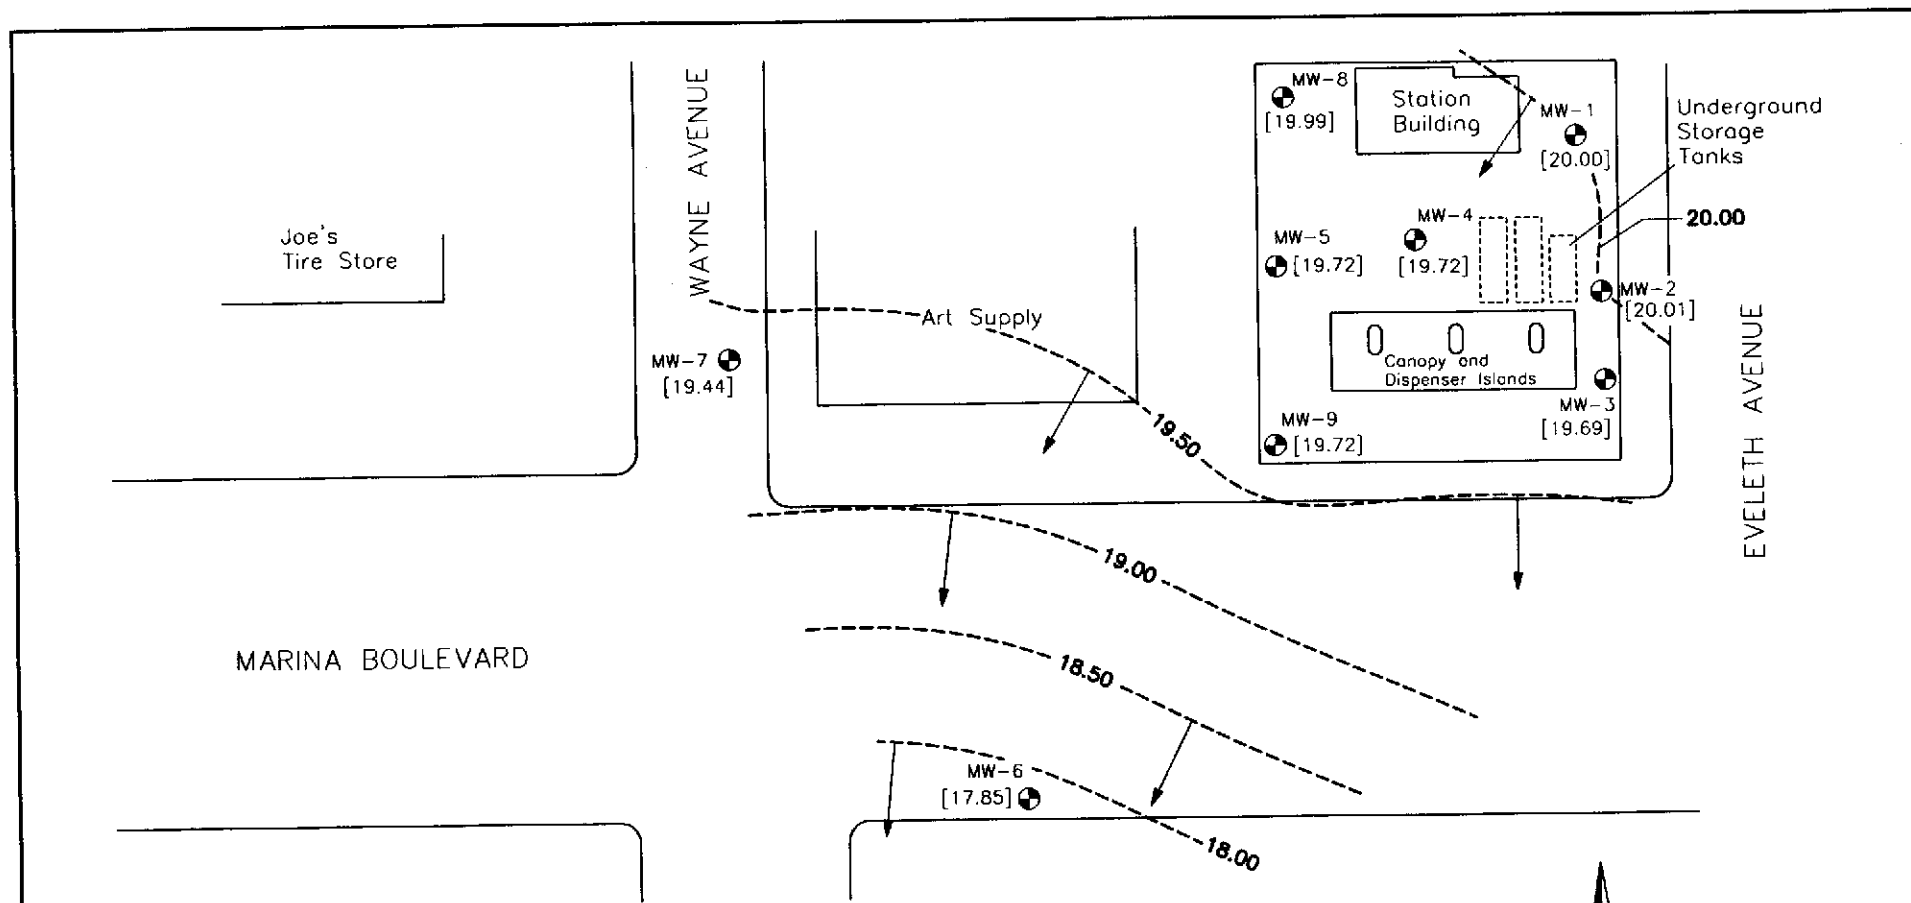 WAYNE AVENUE
MW-8
[19.99]
Station
Building
MW-1
[20.00]
Underground
Storage
Tanks
20.00
Joe's
Tire Store
MW-5
[19.72]
MW-4
[19.72]
MW-2
[20.01]
Art Supply
MW-7
[19.44]
Canopy and
Dispenser Islands
MW-3
[19.69]
MW-9
[19.72]
EVELETH AVENUE
19.50
19.00
MARINA BOULEVARD
18.50
MW-6
[17.85]
18.00